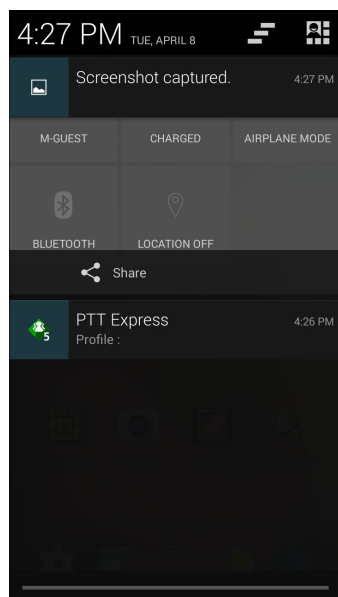 4:27 PM TUE, APRIL 8
Screenshot captured. 4:27 PM
M-GUEST CHARGED AIRPLANE MODE
BLUETOOTH LOCATION OFF
Share
PTT Express 4:26 PM
Profile :
5